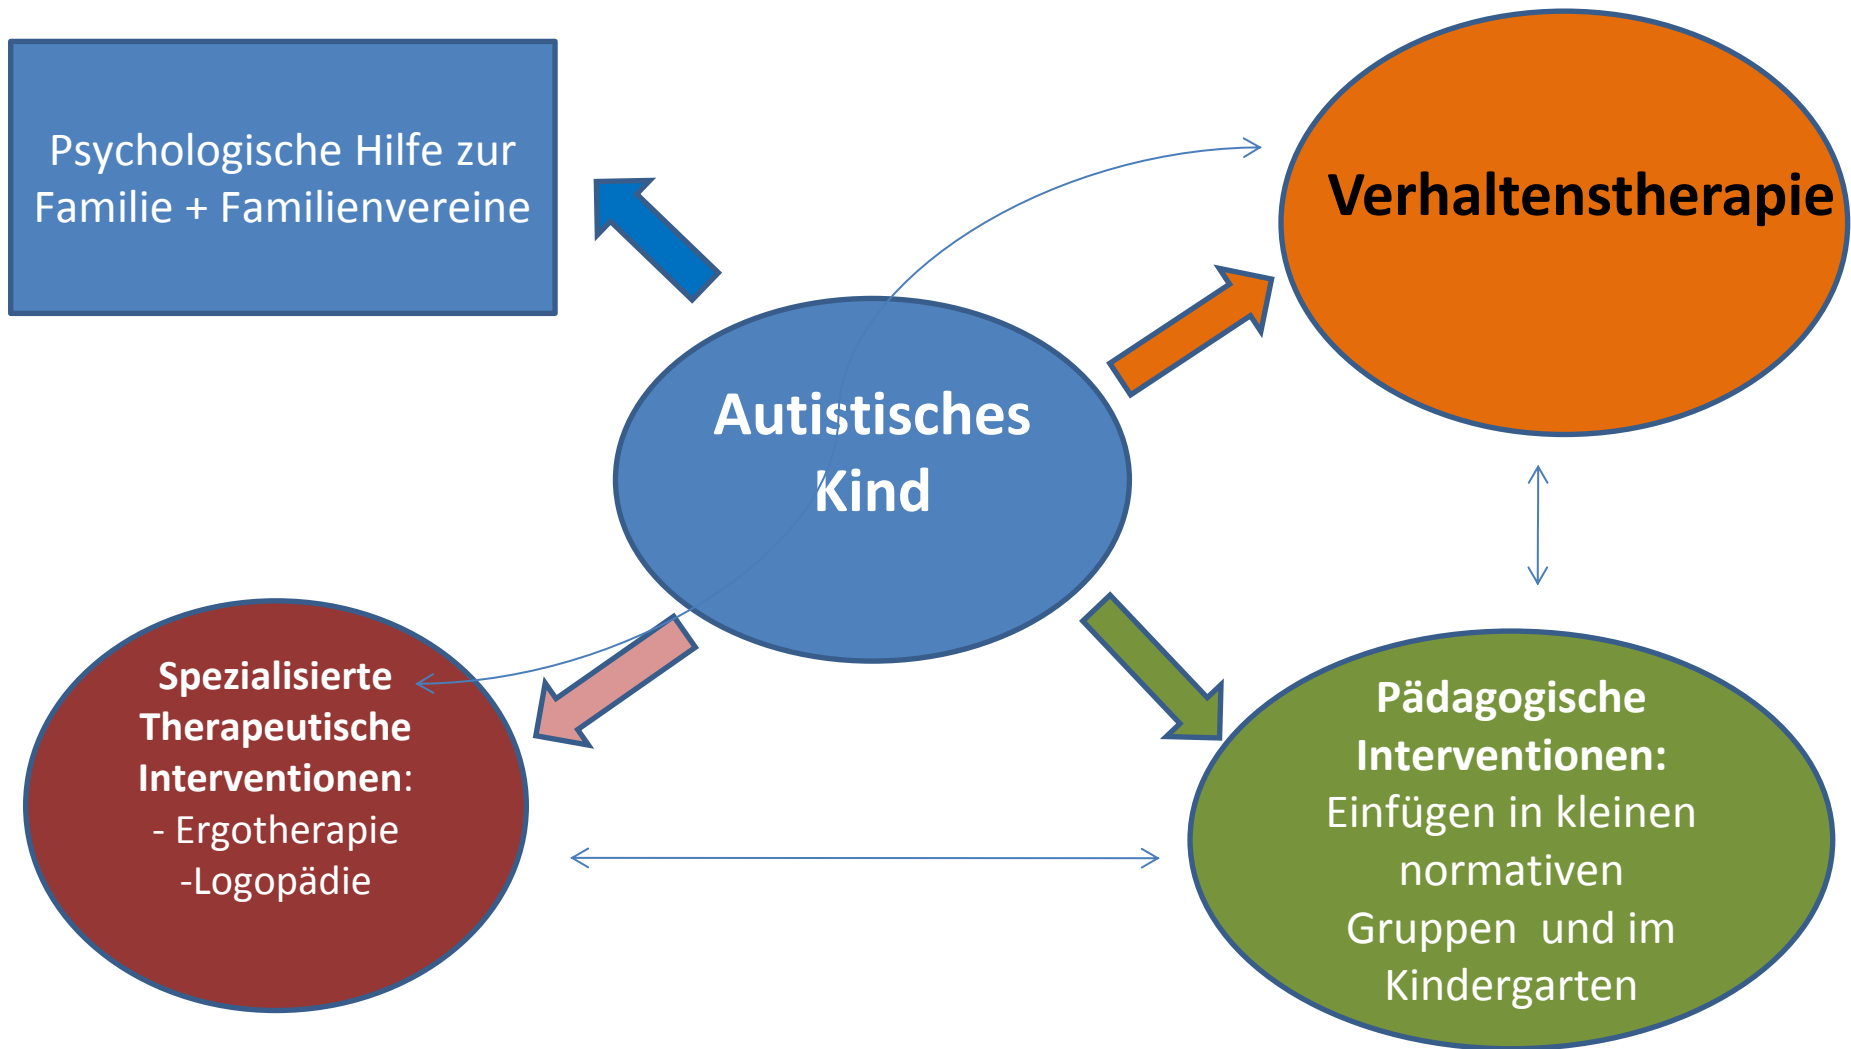 Psychologische Hilfe zur
Familie + Familienvereine
Verhaltenstherapie
Autistisches
Kind
Spezialisierte
Therapeutische
Interventionen:
- Ergotherapie
-Logopädie
Pädagogische
Interventionen:
Einfügen in kleinen
normativen
Gruppen  und im
Kindergarten